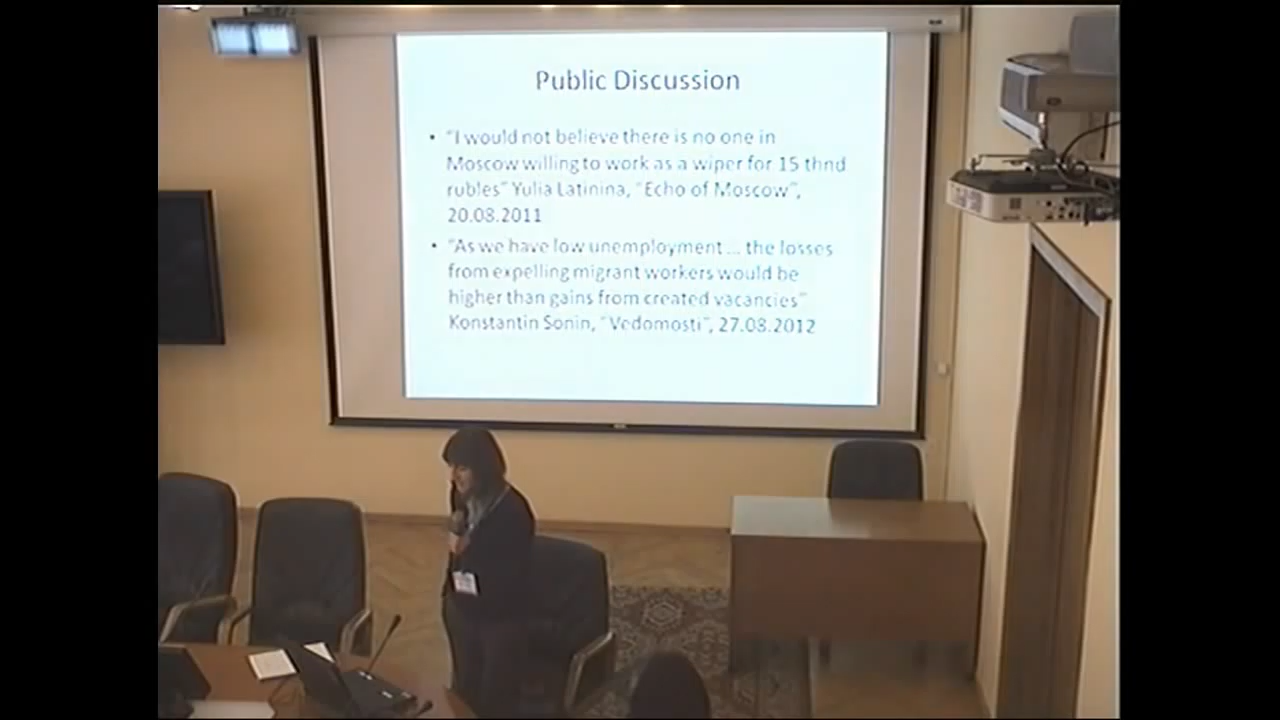 Public Discussion
• "I would not believe there is no one in
Moscow willing to work as a wiper for 15 thnd
rubles" Yulia Latinina, "Echo of Moscow",
20.08.2011
• "As we have low unemployment ... the losses
from expelling migrant workers would be
higher than gains from created vacancies"
Konstantin Sonin, "Vedomosti", 27.08.2012